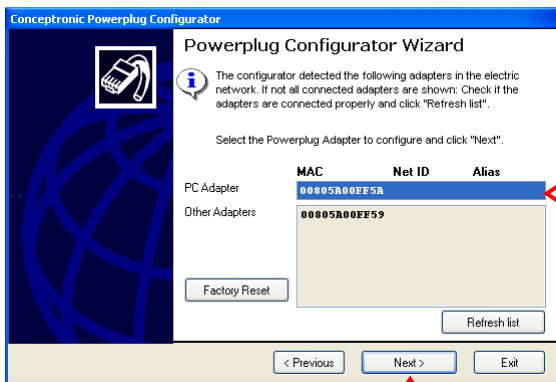 Conceptronic Powerplug Configurator
Powerplug Configurator Wizard
The configurator detected the following adapters in the electric
network. If not all connected adapters are shown: Check if the
adapters are connected properly and click "Refresh list".
Select the Powerplug Adapter to configure and click "Next".
MAC Net ID Alias
PC Adapter 00805A00FF5A
Other Adapters 00805A00FF59
Factory Reset
Refresh list
< Previous Next > Exit